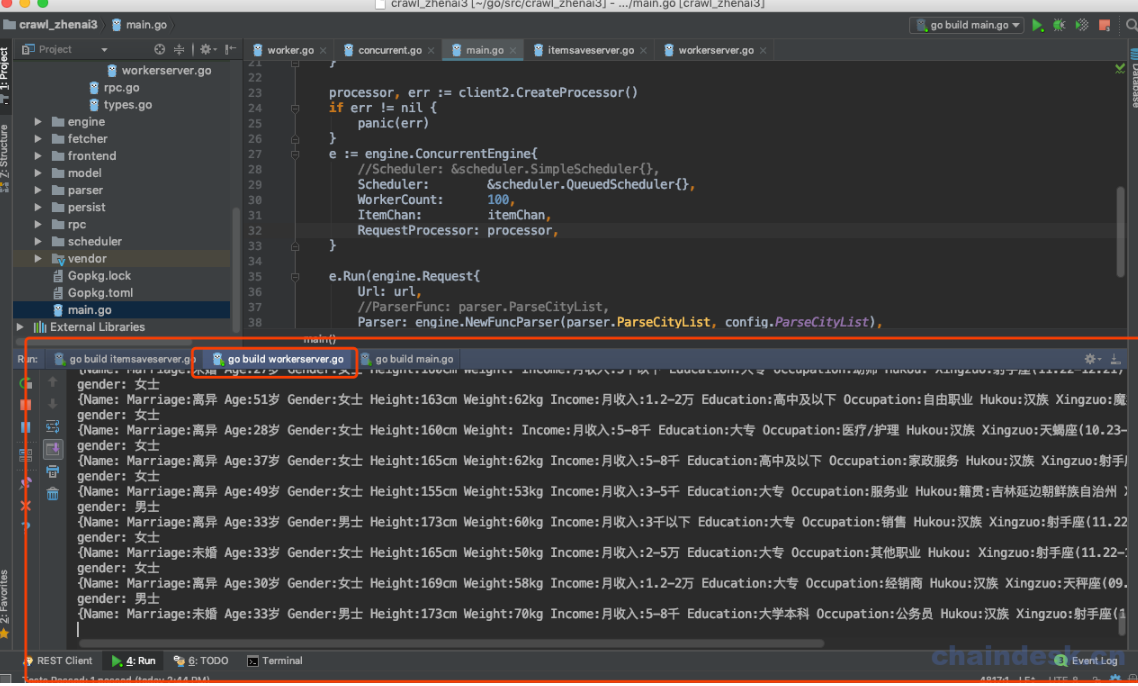 crawl_zhenai3 [~/go/src/crawl_zhenai3] - .../main.go [crawl_zhenai3]
crawl_zhenai3 main.go go build main.go
Project worker.go concurrent.go main.go itemsaveserver.go workerserver.go
1: Project
Z: Structure
2: Favorites
Database
workerserver.go
rpc.go
types.go
engine
fetcher
frontend
model
parser
persist
rpc
scheduler
vendor
Gopkg.lock
Gopkg.toml
main.go
External Libraries
21 }
22
23 processor, err := client2.CreateProcessor()
24 if err != nil {
25 panic(err)
26 }
27 e := engine.ConcurrentEngine{
28 //Scheduler: &scheduler.SimpleScheduler{},
29 Scheduler: &scheduler.QueuedScheduler{},
30 WorkerCount: 100,
31 ItemChan: itemChan,
32 RequestProcessor: processor,
33 }
34
35 e.Run(engine.Request{
36 Url: url,
37 //ParserFunc: parser.ParseCityList,
38 Parser: engine.NewFuncParser(parser.ParseCityList, config.ParseCityList),
main()
Run: go build itemsaveserver.go go build workerserver.go go build main.go
{Name: Marriage:未婚 Age:27岁 Gender:女士 Height:160cm Weight: Income:月收入:3千以下 Education:大专 Occupation:幼师 Hukou: Xingzuo:射手座(11.22-12.21)
gender: 女士
{Name: Marriage:离异 Age:51岁 Gender:女士 Height:163cm Weight:62kg Income:月收入:1.2-2万 Education:高中及以下 Occupation:自由职业 Hukou:汉族 Xingzuo:魔
gender: 女士
{Name: Marriage:离异 Age:28岁 Gender:女士 Height:160cm Weight: Income:月收入:5-8千 Education:大专 Occupation:医疗/护理 Hukou:汉族 Xingzuo:天蝎座(10.23-
gender: 女士
{Name: Marriage:离异 Age:37岁 Gender:女士 Height:165cm Weight:62kg Income:月收入:5-8千 Education:高中及以下 Occupation:家政服务 Hukou:汉族 Xingzuo:射手
gender: 女士
{Name: Marriage:离异 Age:49岁 Gender:女士 Height:155cm Weight:53kg Income:月收入:3-5千 Education:大专 Occupation:服务业 Hukou:籍贯:吉林延边朝鲜族自治州 X
gender: 男士
{Name: Marriage:离异 Age:33岁 Gender:男士 Height:173cm Weight:60kg Income:月收入:3千以下 Education:大专 Occupation:销售 Hukou:汉族 Xingzuo:射手座(11.22
gender: 女士
{Name: Marriage:未婚 Age:33岁 Gender:女士 Height:165cm Weight:50kg Income:月收入:2-5万 Education:大专 Occupation:其他职业 Hukou: Xingzuo:射手座(11.22-1
gender: 女士
{Name: Marriage:离异 Age:30岁 Gender:女士 Height:169cm Weight:58kg Income:月收入:1.2-2万 Education:大专 Occupation:经销商 Hukou:汉族 Xingzuo:天秤座(09.
gender: 男士
{Name: Marriage:未婚 Age:33岁 Gender:男士 Height:173cm Weight:70kg Income:月收入:5-8千 Education:大学本科 Occupation:公务员 Hukou:汉族 Xingzuo:射手座(1
REST Client 4: Run 6: TODO Terminal Event Log
chaindesk.cn
Tests Passed: 1 passed (today 2:44 PM) 4817:1 LF÷ UTF-8